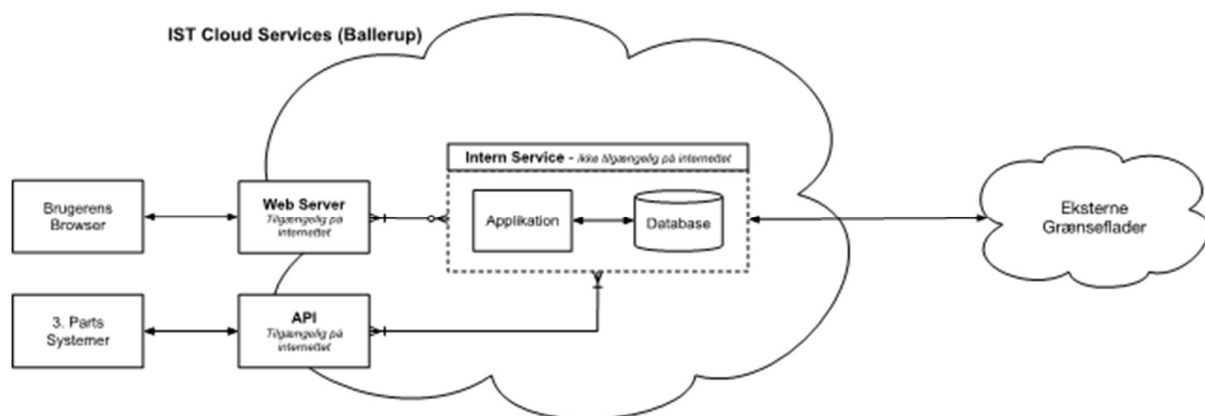 IST Cloud Services (Ballerup)
Intern Service - ikke tilgængelig på internettet
Brugerens
Browser
Web Server
Tilgængelig på
internettet
Applikation
Database
Eksterne
Grænseflader
3. Parts
Systemer
API
Tilgængelig på
internettet